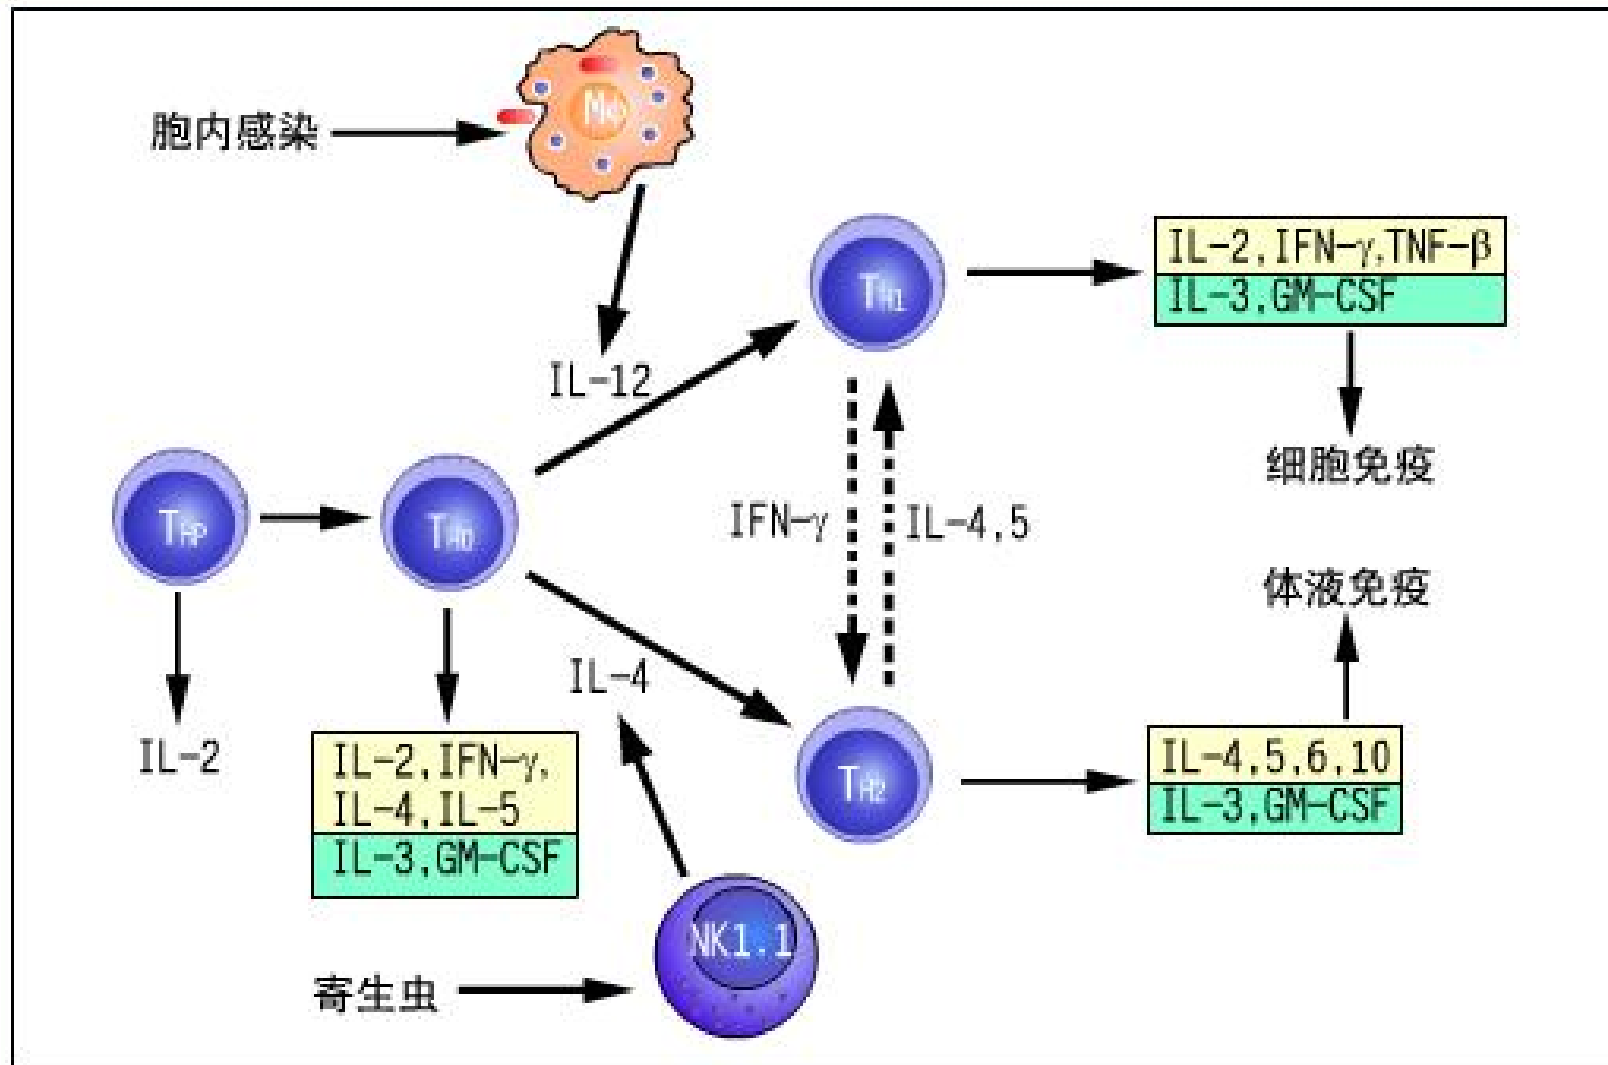 Mφ
胞内感染
IL-2,IFN-γ,TNF-β
IL-3,GM-CSF
TH1
IL-12
细胞免疫
THP
TH0
IFN-γ
IL-4,5
体液免疫
IL-4
IL-2
IL-2,IFN-γ,
IL-4,IL-5
IL-3,GM-CSF
TH2
IL-4,5,6,10
IL-3,GM-CSF
NK1.1
寄生虫